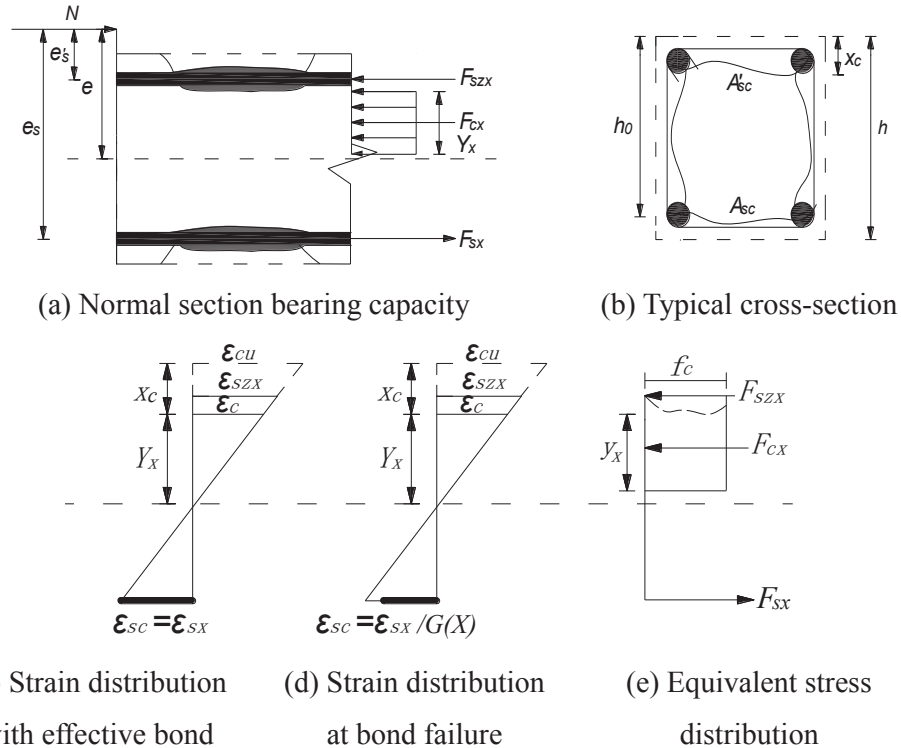 N
e's
e
es
Fszx
Fcx
Yx
Fsx
h0
A'sc
Asc
xc
h
(a) Normal section bearing capacity
(b) Typical cross-section
εcu
εszx
εc
xc
Yx
εsc =εsx
εcu
εszx
εc
xc
Yx
εsc =εsx /G(X)
fc
Fszx
Fcx
yx
Fsx
Strain distribution
(d) Strain distribution
(e) Equivalent stress
ith effective bond
at bond failure
distribution